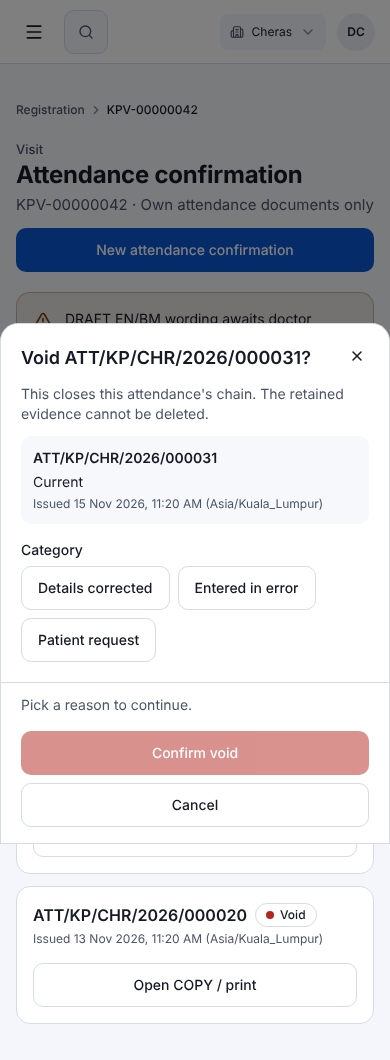 Cheras
DC
Registration > KPV-00000042
Visit
Attendance confirmation
KPV-00000042 · Own attendance documents only
New attendance confirmation
DRAFT EN/BM wording awaits doctor
Void ATT/KP/CHR/2026/000031?
This closes this attendance's chain. The retained
evidence cannot be deleted.
ATT/KP/CHR/2026/000031
Current
Issued 15 Nov 2026, 11:20 AM (Asia/Kuala_Lumpur)
Category
Details corrected
Entered in error
Patient request
Pick a reason to continue.
Confirm void
Cancel
ATT/KP/CHR/2026/000020
Void
Issued 13 Nov 2026, 11:20 AM (Asia/Kuala_Lumpur)
Open COPY / print